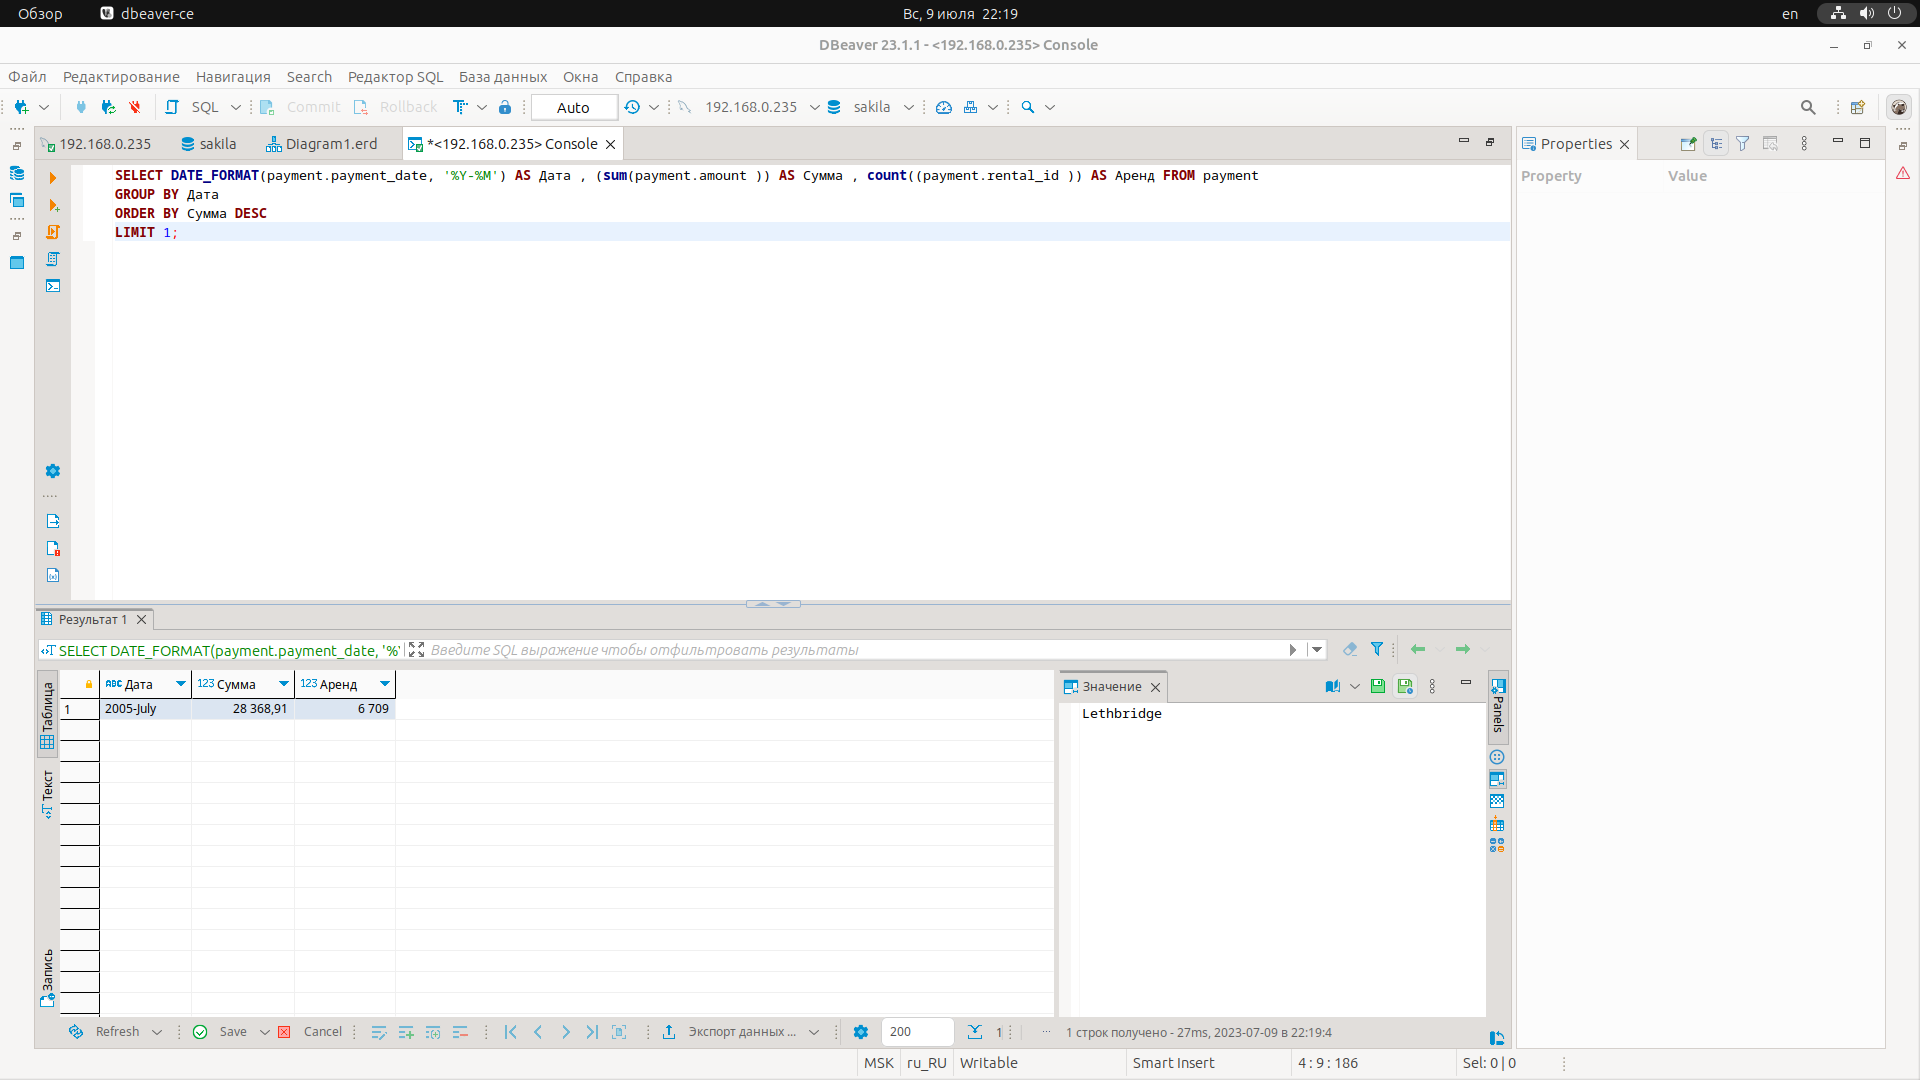 Обзор dbeaver-ce Вс, 9 июля 22:19 en
DBeaver 23.1.1 - <192.168.0.235> Console
Файл Редактирование Навигация Search Редактор SQL База данных Окна Справка
SQL Commit Rollback Auto 192.168.0.235 sakila
192.168.0.235 sakila Diagram1.erd *<192.168.0.235> Console
Properties
Property Value
SELECT DATE_FORMAT(payment.payment_date, '%Y-%M') AS Дата , (sum(payment.amount )) AS Сумма , count((payment.rental_id )) AS Аренд FROM payment
GROUP BY Дата
ORDER BY Сумма DESC
LIMIT 1;
Результат 1
SELECT DATE_FORMAT(payment.payment_date, '%Y Введите SQL выражение чтобы отфильтровать результаты
Таблица
Текст
Запись
ABC Дата 123 Сумма 123 Аренд
1 2005-July 28 368,91 6 709
Значение
Lethbridge
Panels
Refresh Save Cancel Экспорт данных ... 200 1 ... 1 строк получено - 27ms, 2023-07-09 в 22:19:4
MSK ru_RU Writable Smart Insert 4 : 9 : 186 Sel: 0 | 0